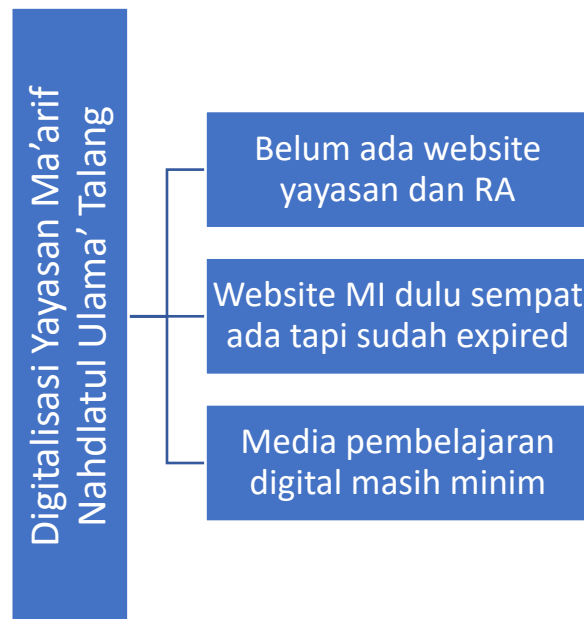 Digitalisasi Yayasan Ma’arif
Nahdlatul Ulama’ Talang
Belum ada website
yayasan dan RA
Website MI dulu sempat
ada tapi sudah expired
Media pembelajaran
digital masih minim